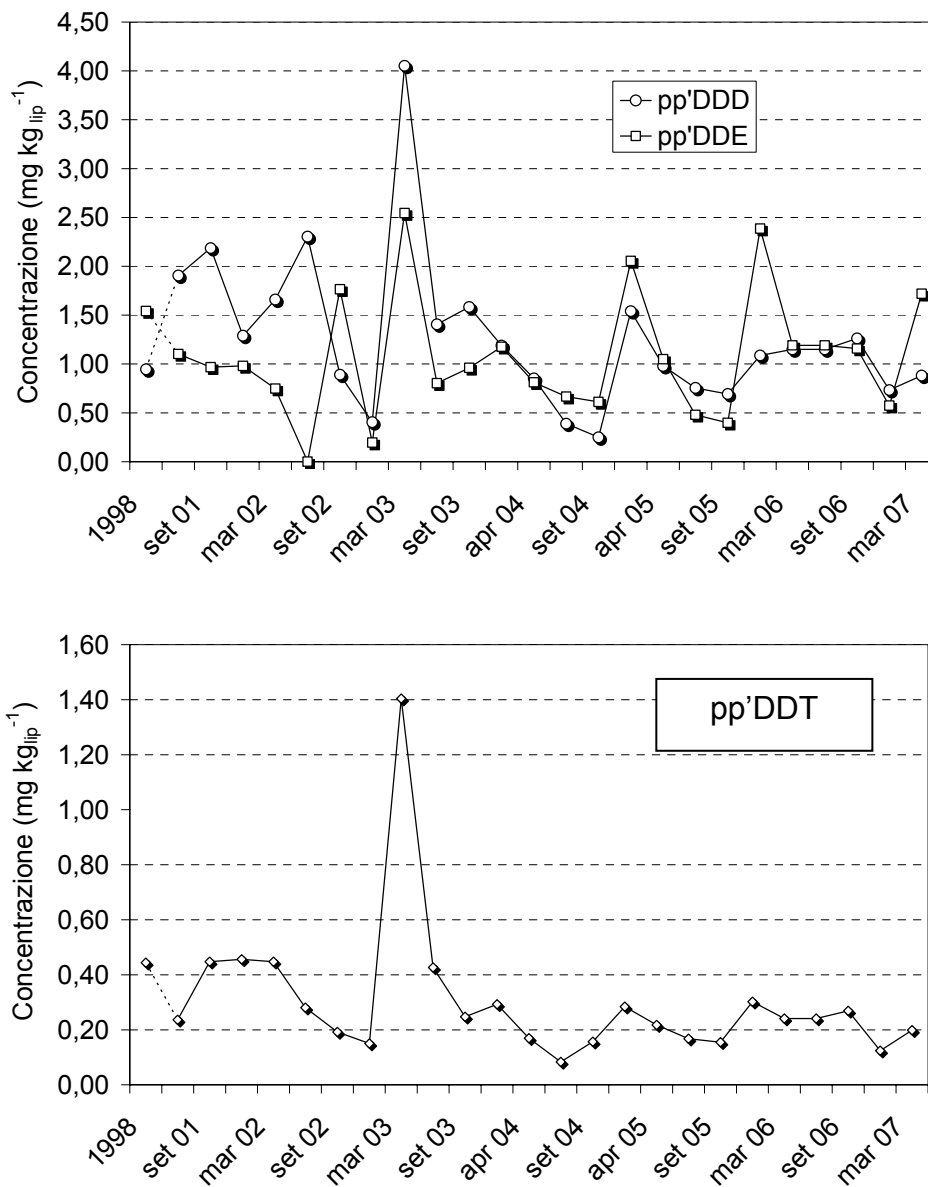 4,50
4,00
3,50
3,00
2,50
2,00
1,50
1,00
0,50
0,00
Concentrazione (mg kg lip -1)
pp'DDD
pp'DDE
1998
set 01
mar 02
set 02
mar 03
set 03
apr 04
set 04
apr 05
set 05
mar 06
set 06
mar 07
1,60
1,40
1,20
1,00
0,80
0,60
0,40
0,20
0,00
Concentrazione (mg kg lip -1)
pp’DDT
1998
set 01
mar 02
set 02
mar 03
set 03
apr 04
set 04
apr 05
set 05
mar 06
set 06
mar 07